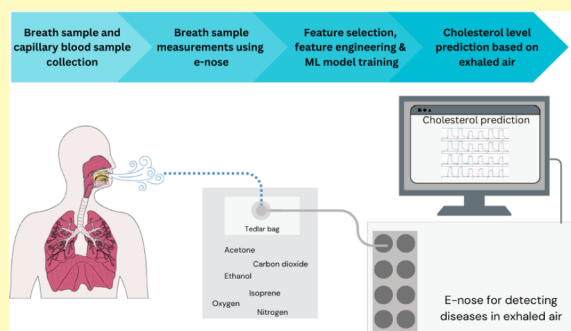 Breath sample and
capillary blood sample
collection
Breath sample
measurements using
e-nose
Feature selection,
feature engineering &
ML model training
Cholesterol level
prediction based on
exhaled air
Cholesterol prediction
Tedlar bag
Acetone
Carbon dioxide
Ethanol
Isoprene
Oxygen
Nitrogen
E-nose for detecting
diseases in exhaled air